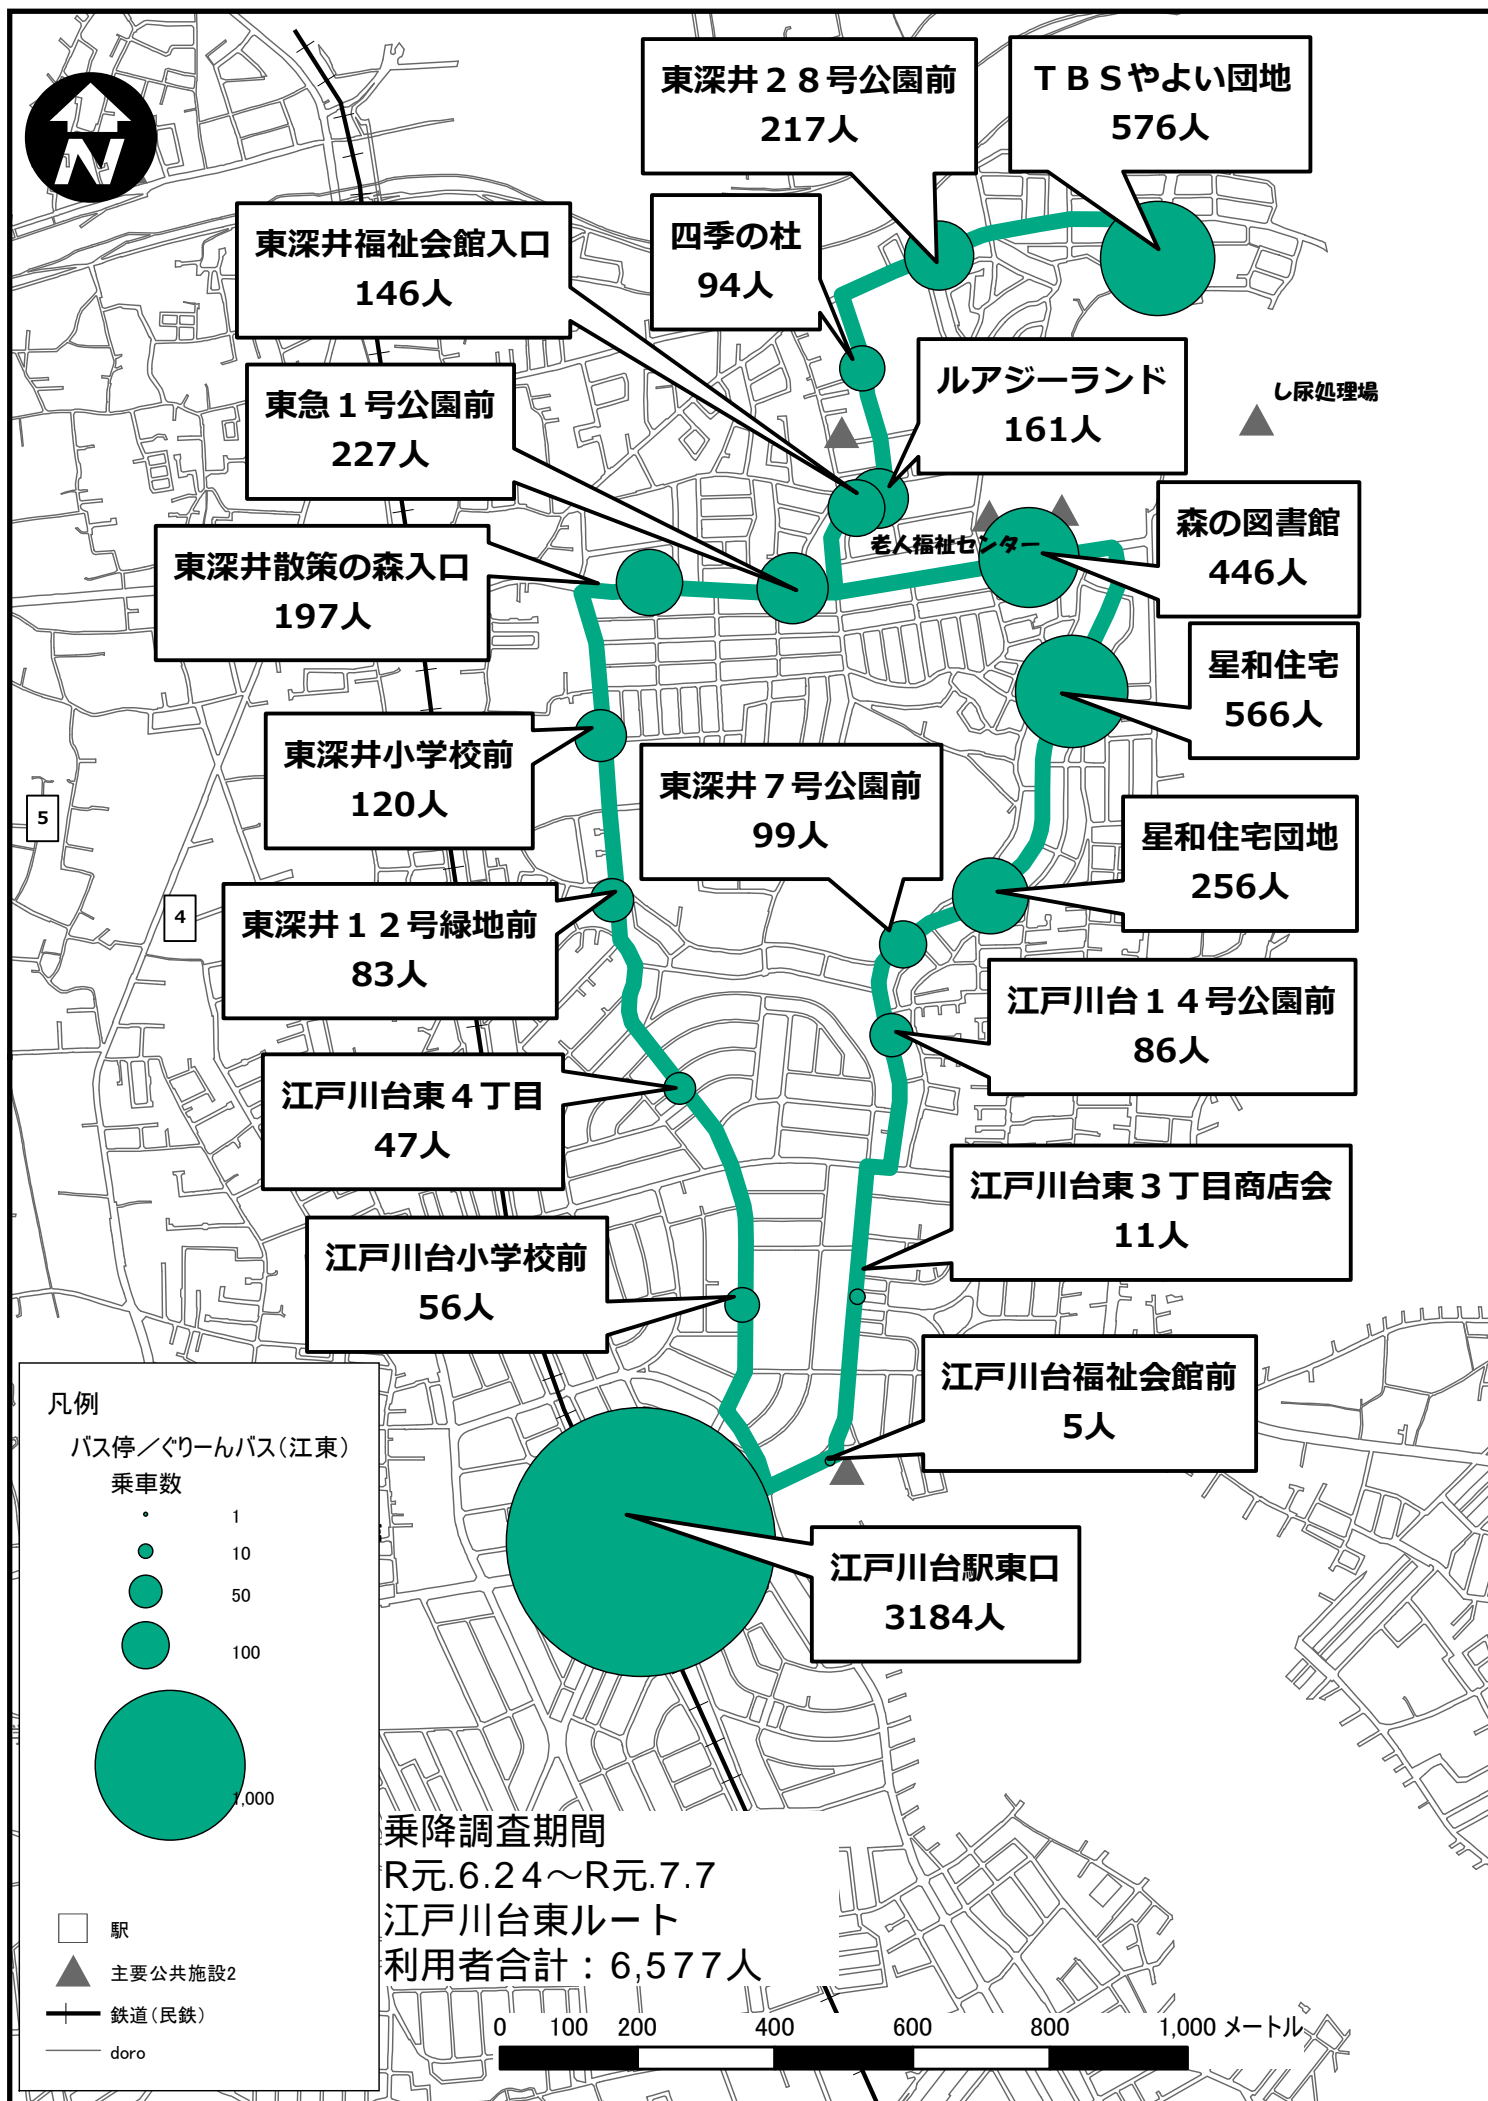 N
東深井２８号公園前
217人
ＴＢＳやよい団地
576人
東深井福祉会館入口
146人
四季の杜
94人
東急１号公園前
227人
ルアジーランド
161人
し尿処理場
東深井散策の森入口
197人
老人福祉センター
森の図書館
446人
星和住宅
566人
東深井小学校前
120人
東深井７号公園前
99人
5
星和住宅団地
256人
4
東深井１２号緑地前
83人
江戸川台１４号公園前
86人
江戸川台東４丁目
47人
江戸川台東３丁目商店会
11人
江戸川台小学校前
56人
江戸川台福祉会館前
5人
江戸川台駅東口
3184人
凡例
バス停／ぐりーんバス（江東）
乗車数
1
10
50
100
1,000
駅
主要公共施設2
鉄道（民鉄）
doro
乗降調査期間
R元.6.24～R元.7.7
江戸川台東ルート
利用者合計：6,577人
0 100 200 400 600 800 1,000 メートル